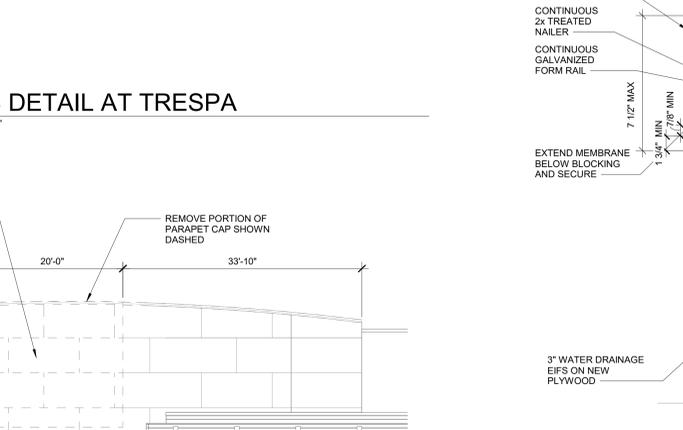 DETAIL AT TRESPA
REMOVE PORTION OF
PARAPET CAP SHOWN
DASHED
20'-0"
33'-10"
CONTINUOUS
2x TREATED
NAILER
CONTINUOUS
GALVANIZED
FORM RAIL
7 1/2" MAX
7/8" MIN
1 3/4" MIN
EXTEND MEMBRANE
BELOW BLOCKING
AND SECURE
3" WATER DRAINAGE
EIFS ON NEW
PLYWOOD